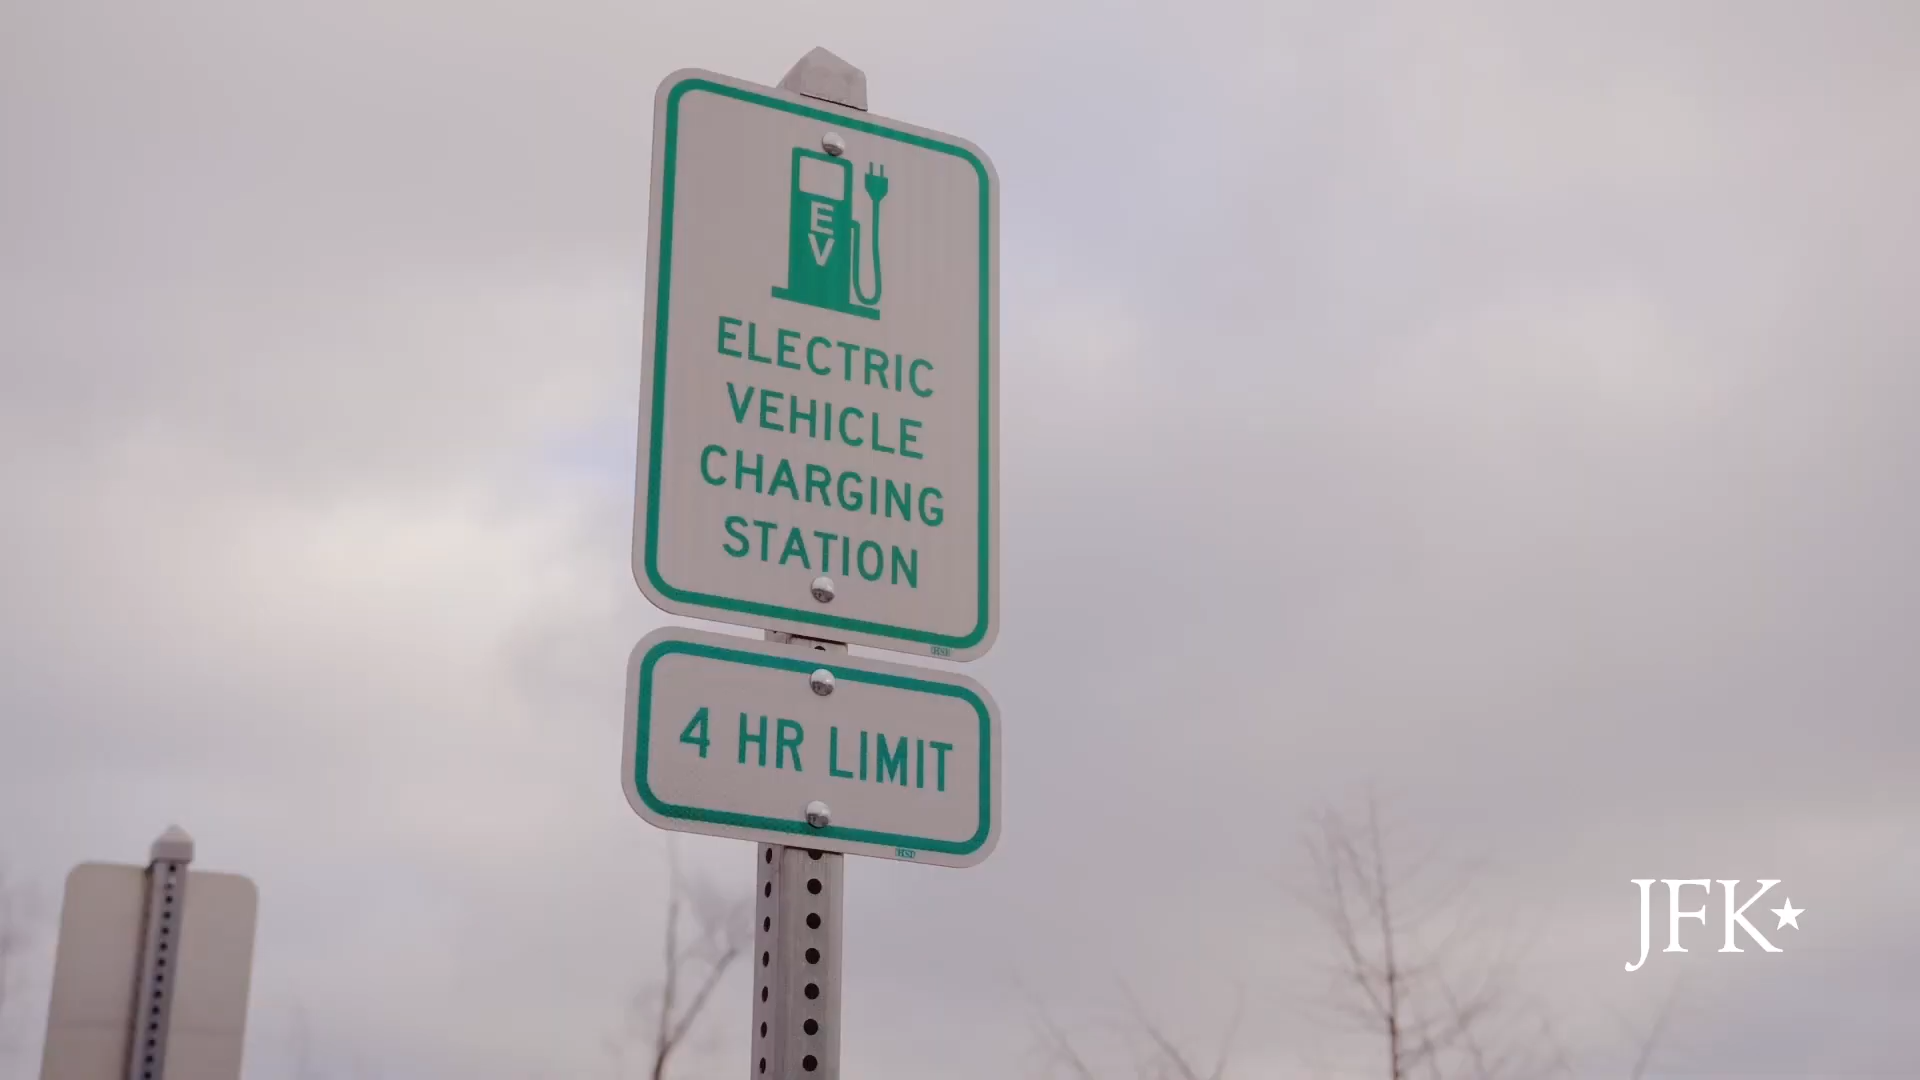 EV
ELECTRIC
VEHICLE
CHARGING
STATION
4 HR LIMIT
JFK